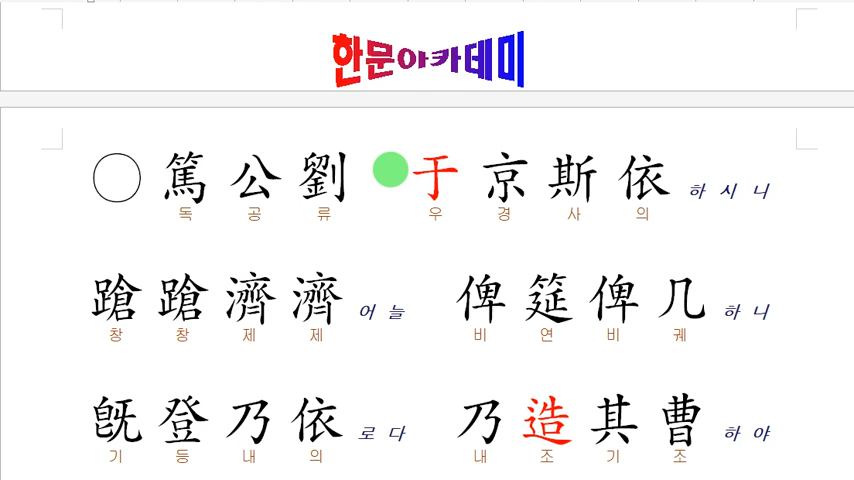 한문아카데미
○ 篤公劉 于京斯依 하시니
독 공 류 우 경 사 의
蹌蹌濟濟 어늘 俾筵俾几 하니
창 창 제 제 비 연 비 궤
旣登乃依 로다 乃造其曹 하야
기 등 내 의 내 조 기 조